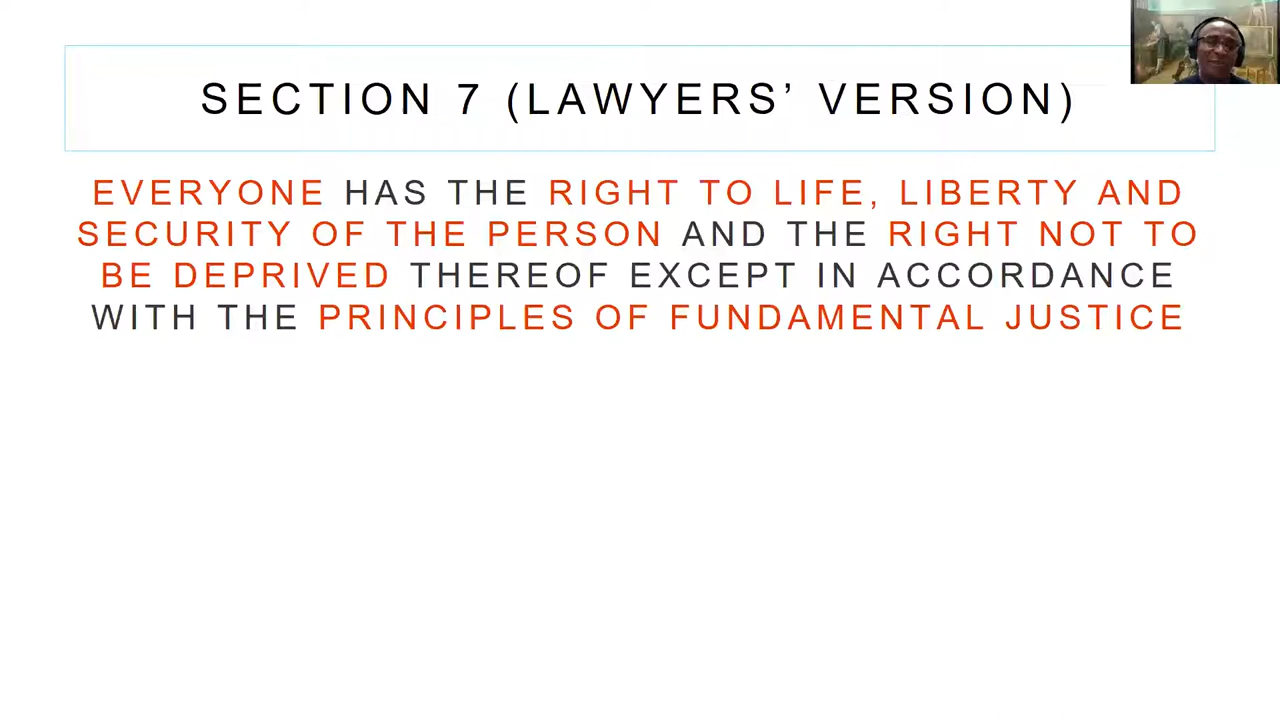 SECTION 7 (LAWYERS’ VERSION)
EVERYONE HAS THE RIGHT TO LIFE, LIBERTY AND
SECURITY OF THE PERSON AND THE RIGHT NOT TO
BE DEPRIVED THEREOF EXCEPT IN ACCORDANCE
WITH THE PRINCIPLES OF FUNDAMENTAL JUSTICE